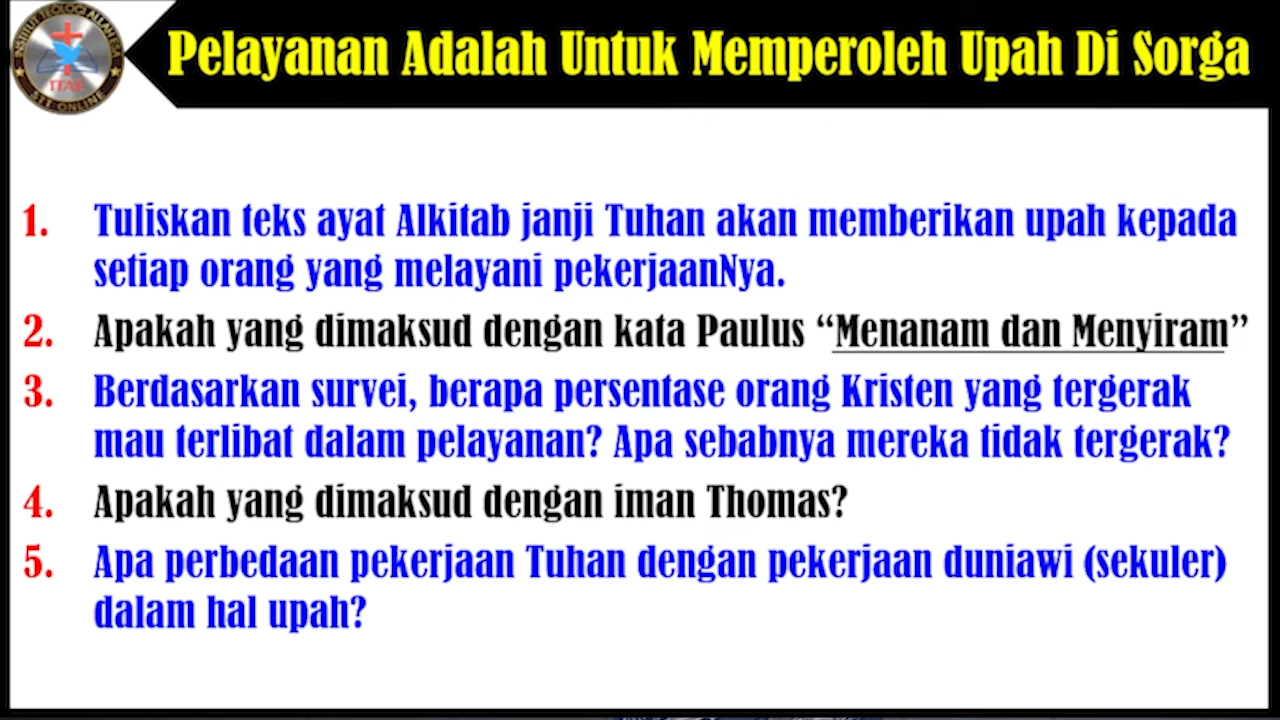 Pelayanan Adalah Untuk Memperoleh Upah Di Sorga
ITAE
STT ONLINE
1. Tuliskan teks ayat Alkitab janji Tuhan akan memberikan upah kepada
setiap orang yang melayani pekerjaanNya.
2. Apakah yang dimaksud dengan kata Paulus “Menanam dan Menyiram”
3. Berdasarkan survei, berapa persentase orang Kristen yang tergerak
mau terlibat dalam pelayanan? Apa sebabnya mereka tidak tergerak?
4. Apakah yang dimaksud dengan iman Thomas?
5. Apa perbedaan pekerjaan Tuhan dengan pekerjaan duniawi (sekuler)
dalam hal upah?